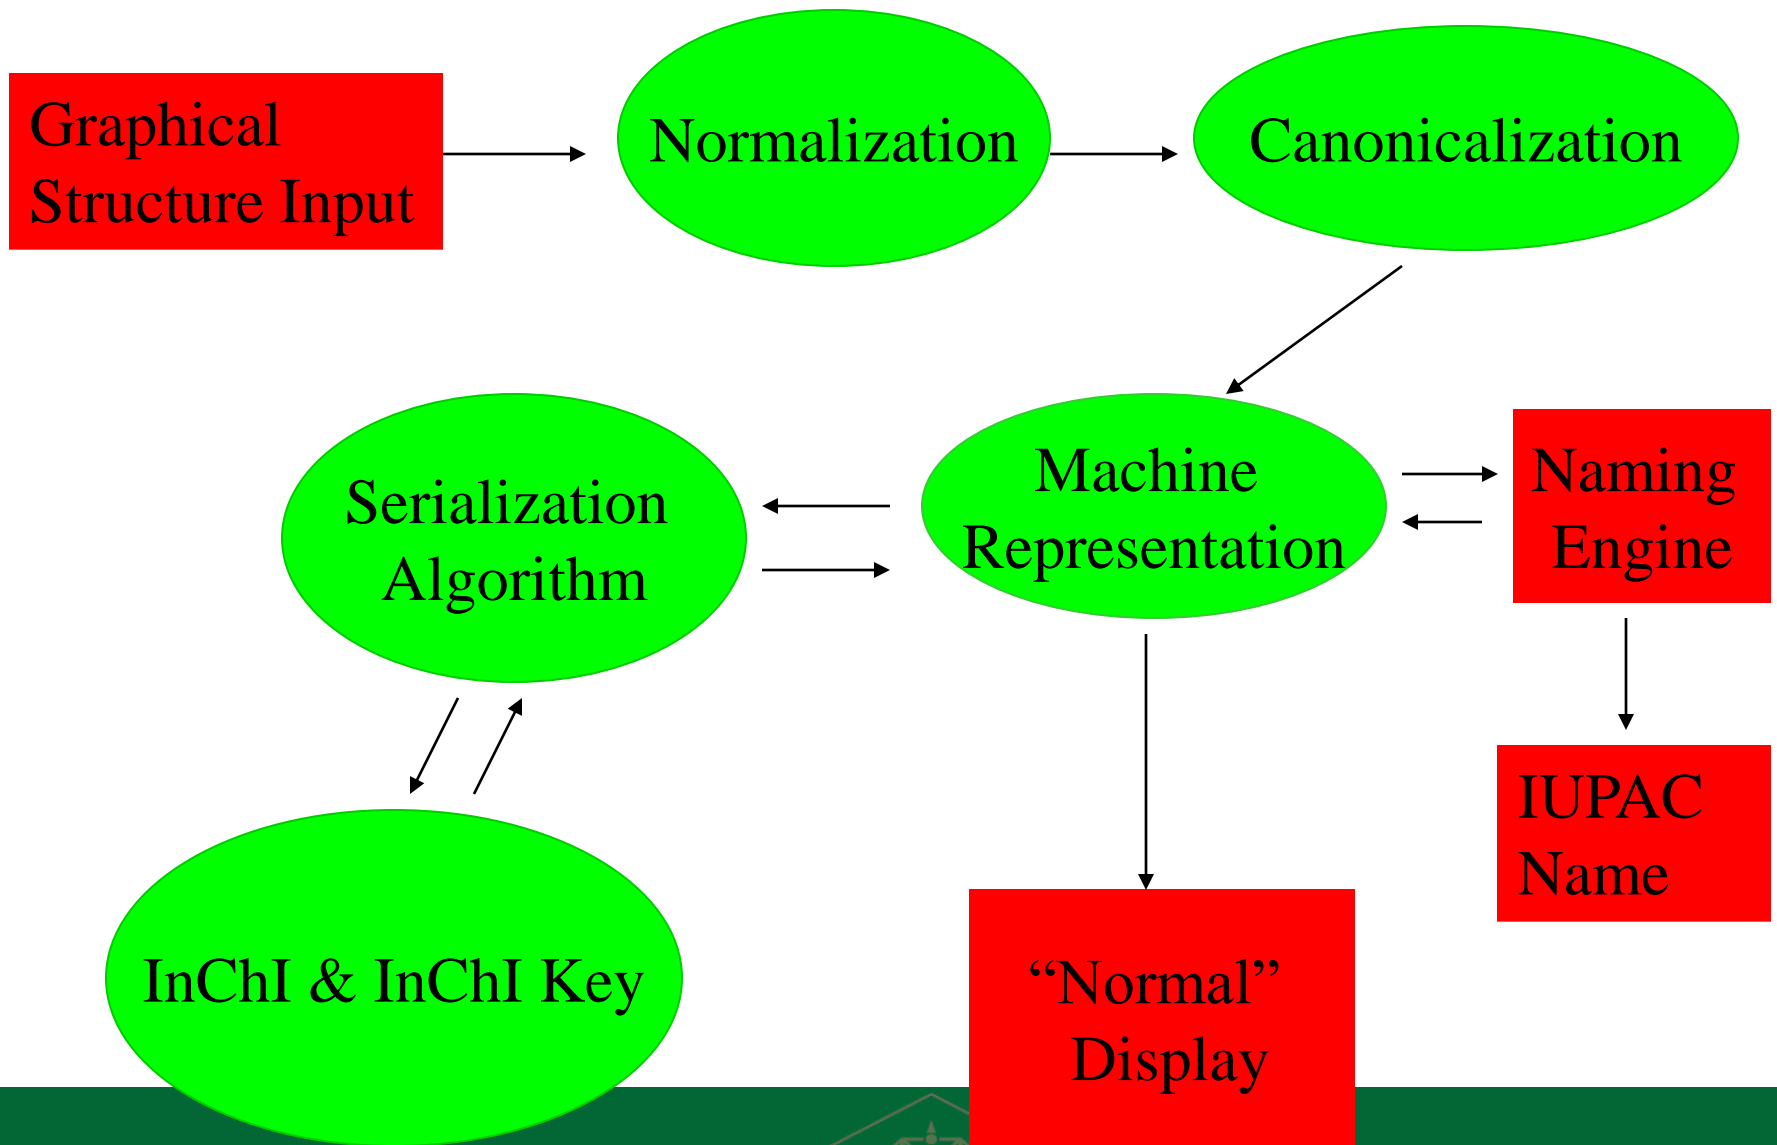 Graphical
Structure Input
Normalization
Canonicalization
Serialization
Algorithm
Machine
Representation
Naming
Engine
IUPAC
Name
InChI & InChI Key
“Normal”
Display